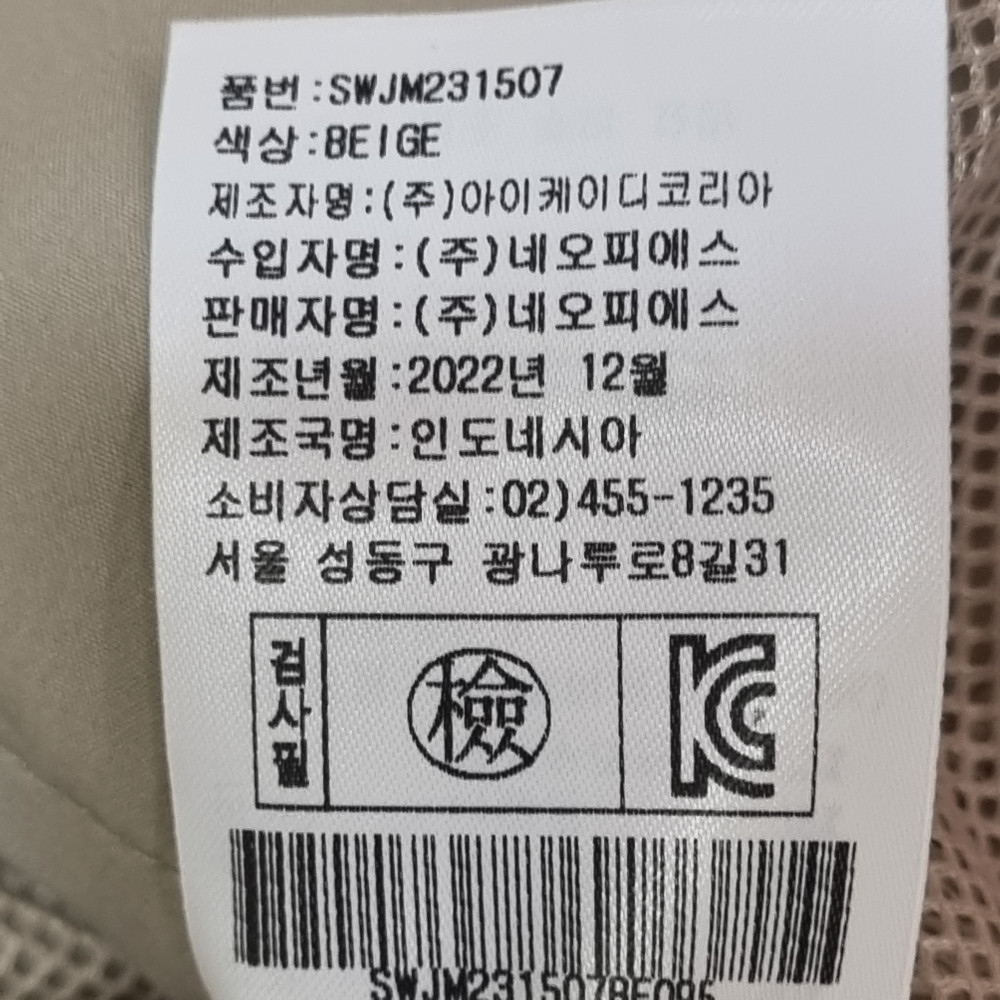 품번:SWJM231507
색상:BEIGE
제조자명:(주)아이케이디코리아
수입자명:(주)네오피에스
판매자명:(주)네오피에스
제조년월:2022년 12월
제조국명:인도네시아
소비자상담실:02)455-1235
서울 성동구 광나루로8길31
검사필
檢
KC
SWJM231507BE095